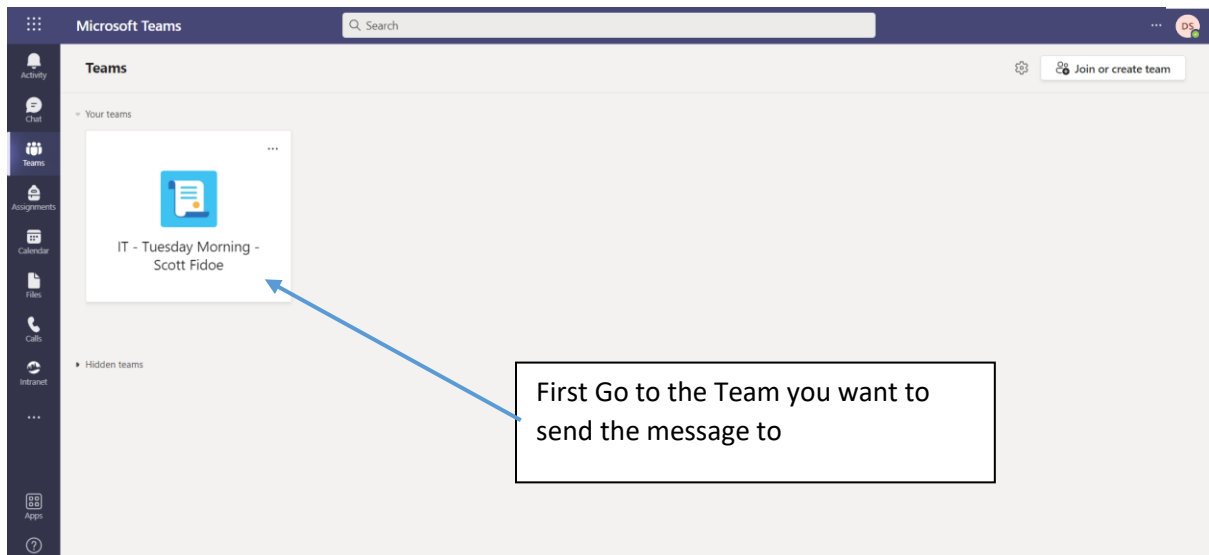 Microsoft Teams
Search
DS
Activity
Chat
Teams
Assignments
Calendar
Files
Calls
Intranet
Apps
Teams
Join or create team
Your teams
IT - Tuesday Morning -
Scott Fidoe
Hidden teams
First Go to the Team you want to
send the message to